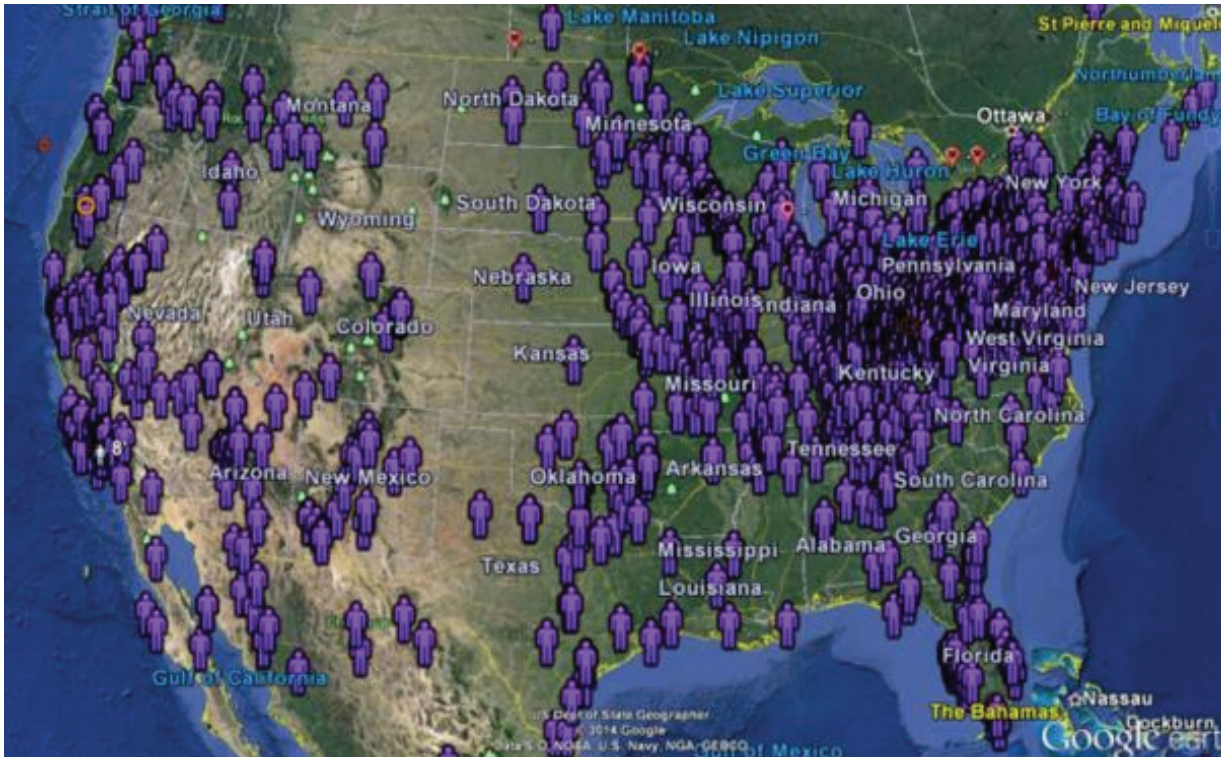 Strait of Georgia
Lake Manitoba
St Pierre and Miquel
Lake Nipigon
Northumberlan
Montana
North Dakota
Lake Superior
Ottawa
Bay of Fundy
Minnesota
Green Bay
Lake Huron
Idaho
New York
South Dakota
Wisconsin
Michigan
Wyoming
Lake Erie
Iowa
Pennsylvania
Nebraska
New Jersey
Illinois
Indiana
Ohio
Nevada
Utah
Colorado
Maryland
West Virginia
Kansas
Virginia
Missouri
Kentucky
North Carolina
8
Tennessee
Arizona
New Mexico
Oklahoma
Arkansas
South Carolina
Texas
Mississippi
Alabama
Georgia
Louisiana
Florida
Gulf of California
Nassau
The Bahamas
US Dept of State Geographer
© 2014 Google
Data SIO, NOAA, U.S. Navy, NGA, GEBCO
Cockburn
Gulf of Mexico
Google eart